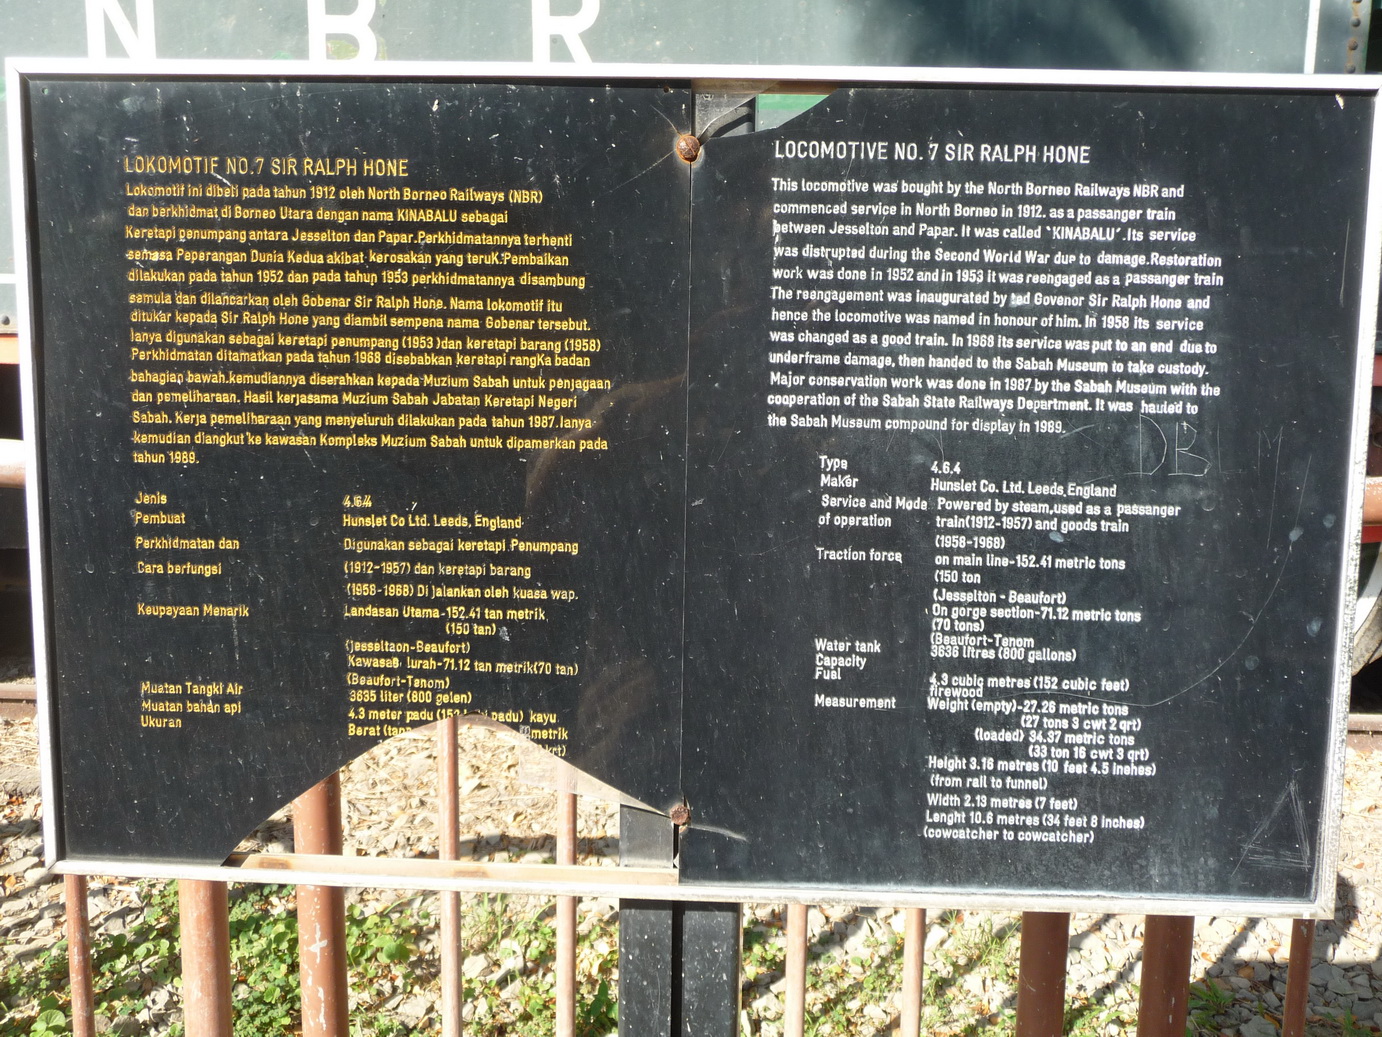 N B R
LOKOMOTIF NO.7 SIR RALPH HONE
Lokomotif ini dibeli pada tahun 1912 oleh North Borneo Railways (NBR)
dan berkhidmat di Borneo Utara dengan nama KINABALU sebagai
Keretapi penumpang antara Jesselton dan Papar.Perkhidmatannya terhenti
semasa Peperangan Dunia Kedua akibat kerosakan yang teruK.Pembaikan
dilakukan pada tahun 1952 dan pada tahun 1953 perkhidmatannya disambung
semula dan dilancarkan oleh Gobenar Sir Ralph Hone. Nama lokomotif itu
ditukar kepada Sir Ralph Hone yang diambil sempena nama Gobenar tersebut.
Ianya digunakan sebagai keretapi penumpang (1953 )dan keretapi barang (1958)
Perkhidmatan ditamatkan pada tahun 1968 disebabkan keretapi rangKa badan
bahagian bawah.kemudiannya diserahkan kepada Muzium Sabah untuk penjagaan
dan pemeliharaan. Hasil kerjasama Muzium Sabah Jabatan Keretapi Negeri
Sabah. Kerja pemeliharaan yang menyeluruh dilakukan pada tahun 1987.Ianya
kemudian diangkut ke kawasan Kompleks Muzium Sabah untuk dipamerkan pada
tahun 1989.
Jenis 4.6.4
Pembuat Hunslet Co Ltd. Leeds, England
Perkhidmatan dan Digunakan sebagai keretapi Penumpang
Cara berfungsi (1912-1957) dan keretapi barang
(1958-1968) Di jalankan oleh kuasa wap.
Keupayaan Menarik Landasan Utama-152.41 tan metrik
(150 tan)
(jesseltaon-Beaufort)
Kawasas lurah-71.12 tan metrik(70 tan)
(Beaufort-Tenom)
Muatan Tangki Air 3635 liter (800 gelen)
Muatan bahan api 4.3 meter padu (152 padu) kayu
Ukuran Berat metrik
LOCOMOTIVE NO. 7 SIR RALPH HONE
This locomotive was bought by the North Borneo Railways NBR and
commenced service in North Borneo in 1912. as a passenger train
between Jesselton and Papar. It was called 'KINABALU'.Its service
was distrupted during the Second World War due to damage.Restoration
work was done in 1952 and in 1953 it was reengaged as a passenger train
The reengagement was inaugurated by Govenor Sir Ralph Hone and
hence the locomotive was named in honour of him. In 1958 its service
was changed as a good train. In 1968 its service was put to an end due to
underframe damage, then handed to the Sabah Museum to take custody.
Major conservation work was done in 1987 by the Sabah Museum with the
cooperation of the Sabah State Railways Department. It was hauled to
the Sabah Museum compound for display in 1989.
Type 4.6.4
Maker Hunslet Co. Ltd. Leeds,England
Service and Mode Powered by steam,used as a passenger
of operation train(1912-1957) and goods train
(1958-1968)
Traction force on main line-152.41 metric tons
(150 ton
(Jesselton - Beaufort)
On gorge section-71.12 metric tons
(70 tons)
(Beaufort-Tenom
Water tank 3636 litres (800 gallons)
Capacity
Fuel 4.3 cubic metres (152 cubic feet)
firewood
Measurement Weight (empty)-27.26 metric tons
(27 tons 3 cwt 2 qrt)
(loaded) 34.37 metric tons
(33 ton 16 cwt 3 qrt)
Height 3.16 metres (10 feet 4.5 inches)
(from rail to funnel)
Width 2.13 metres (7 feet)
Lenght 10.6 metres (34 feet 8 inches)
(cowcatcher to cowcatcher)